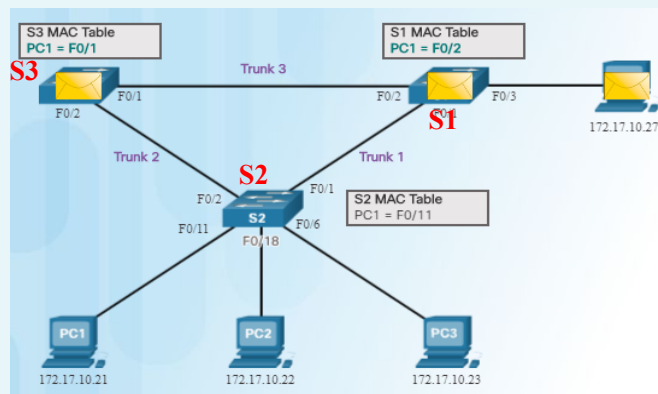 S3 MAC Table
PC1 = F0/1
S1 MAC Table
PC1 = F0/2
S3
Trunk 3
F0/1
F0/2
F0/3
F0/2
F0/1
S1
172.17.10.27
Trunk 2
Trunk 1
S2
F0/2
F0/1
S2 MAC Table
PC1 = F0/11
S2
F0/11
F0/6
F0/18
PC1
PC2
PC3
172.17.10.21
172.17.10.22
172.17.10.23